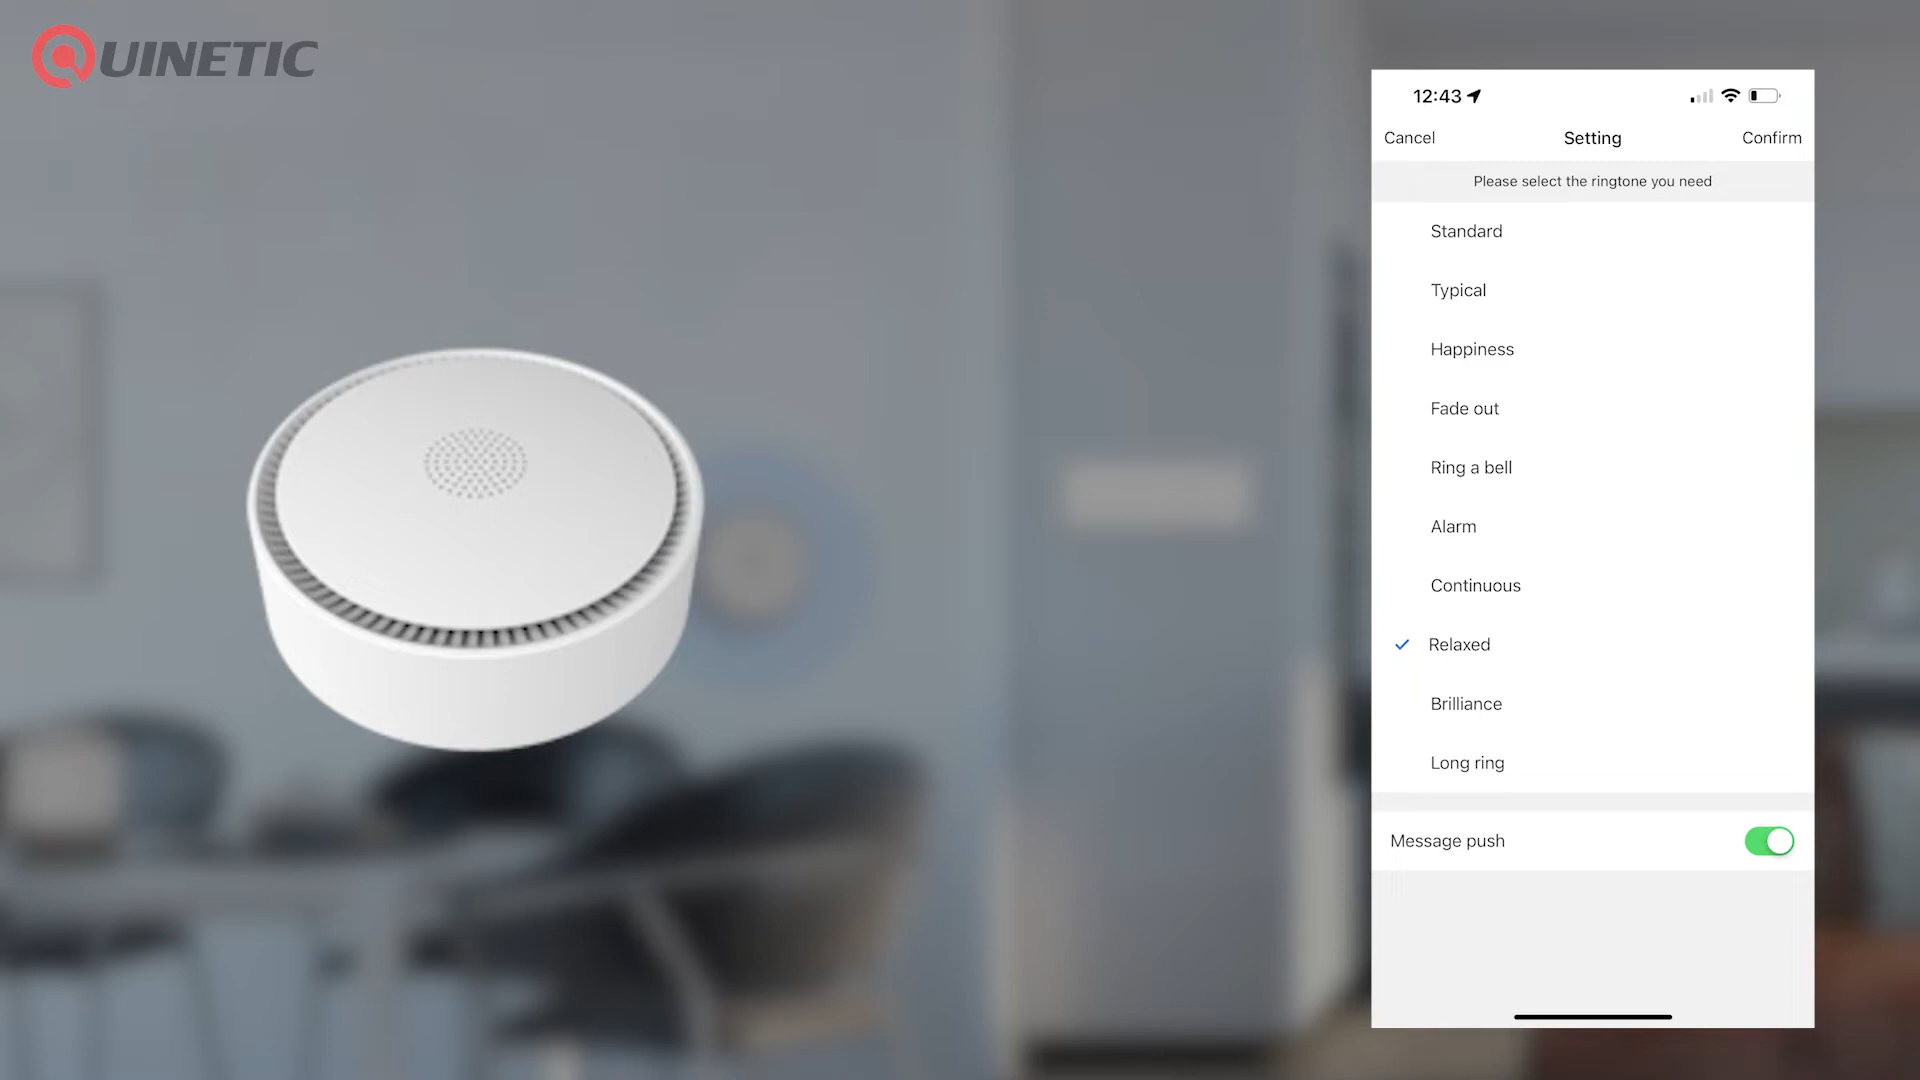 QUINETIC
12:43
Cancel
Setting
Confirm
Please select the ringtone you need
Standard
Typical
Happiness
Fade out
Ring a bell
Alarm
Continuous
Relaxed
Brilliance
Long ring
Message push